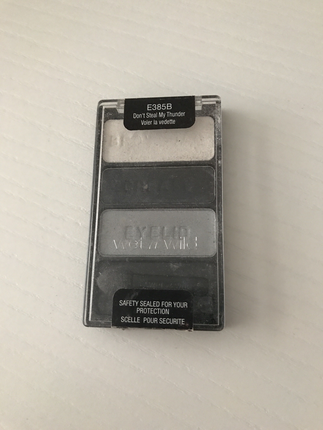 E385B
Don't Steal My Thunder
Voler la vedette
EYELID
wet n wild
SAFETY SEALED FOR YOUR
PROTECTION
SCELLE POUR SECURITE